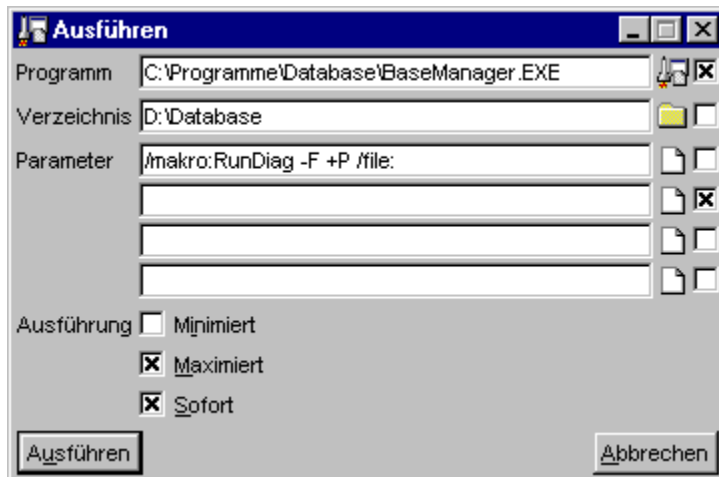 Ausführen
Programm C:\Programme\Database\BaseManager.EXE
Verzeichnis D:\Database
Parameter /makro:RunDiag -F +P /file:
Ausführung Minimiert
Maximiert
Sofort
Ausführen Abbrechen